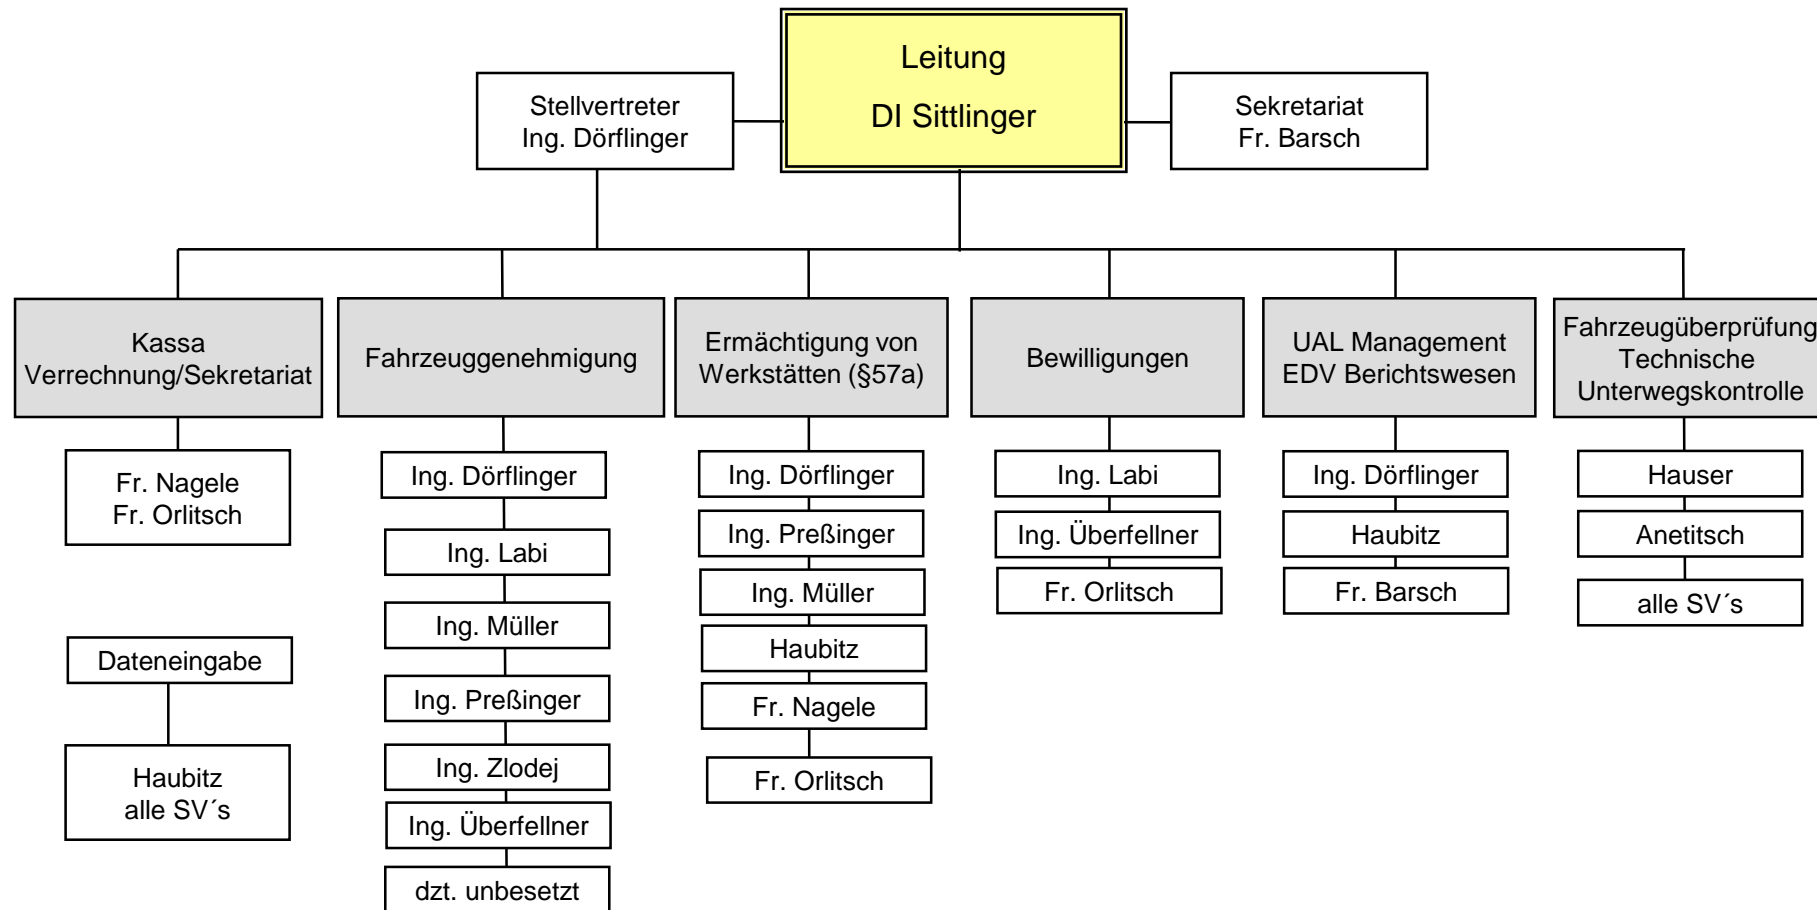 Leitung
DI Sittlinger
Stellvertreter
Ing. Dörflinger
Sekretariat
Fr. Barsch
Kassa
Verrechnung/Sekretariat
Fr. Nagele
Fr. Orlitsch
Dateneingabe
Haubitz
alle SV´s
Fahrzeuggenehmigung
Ing. Dörflinger
Ing. Labi
Ing. Müller
Ing. Preßinger
Ing. Zlodej
Ing. Überfellner
dzt. unbesetzt
Ermächtigung von
Werkstätten (§57a)
Ing. Dörflinger
Ing. Preßinger
Ing. Müller
Haubitz
Fr. Nagele
Fr. Orlitsch
Bewilligungen
Ing. Labi
Ing. Überfellner
Fr. Orlitsch
UAL Management
EDV Berichtswesen
Ing. Dörflinger
Haubitz
Fr. Barsch
Fahrzeugüberprüfung
Technische
Unterwegskontrolle
Hauser
Anetitsch
alle SV´s